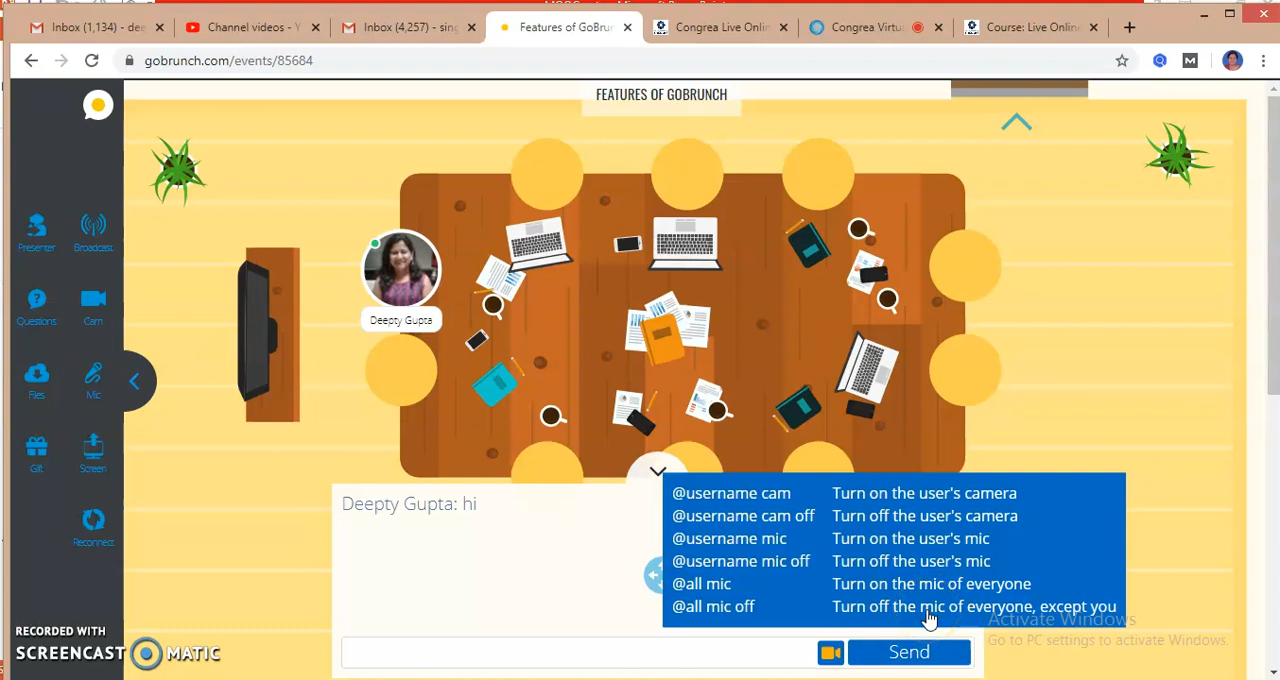 Inbox (1,134) - dee
Channel videos - Y
Inbox (4,257) - sing
Features of GoBrun
Congrea Live Onlin
Congrea Virtu
Course: Live Online
gobrunch.com/events/85684
M
FEATURES OF GOBRUNCH
Presenter
Broadcast
Questions
Cam
Files
Mic
Gift
Screen
Reconnect
Deepty Gupta
Deepty Gupta: hi
@username cam Turn on the user's camera
@username cam off Turn off the user's camera
@username mic Turn on the user's mic
@username mic off Turn off the user's mic
@all mic Turn on the mic of everyone
@all mic off Turn off the mic of everyone, except you
Send
Activate Windows
Go to PC settings to activate Windows.
RECORDED WITH
SCREENCAST MATIC